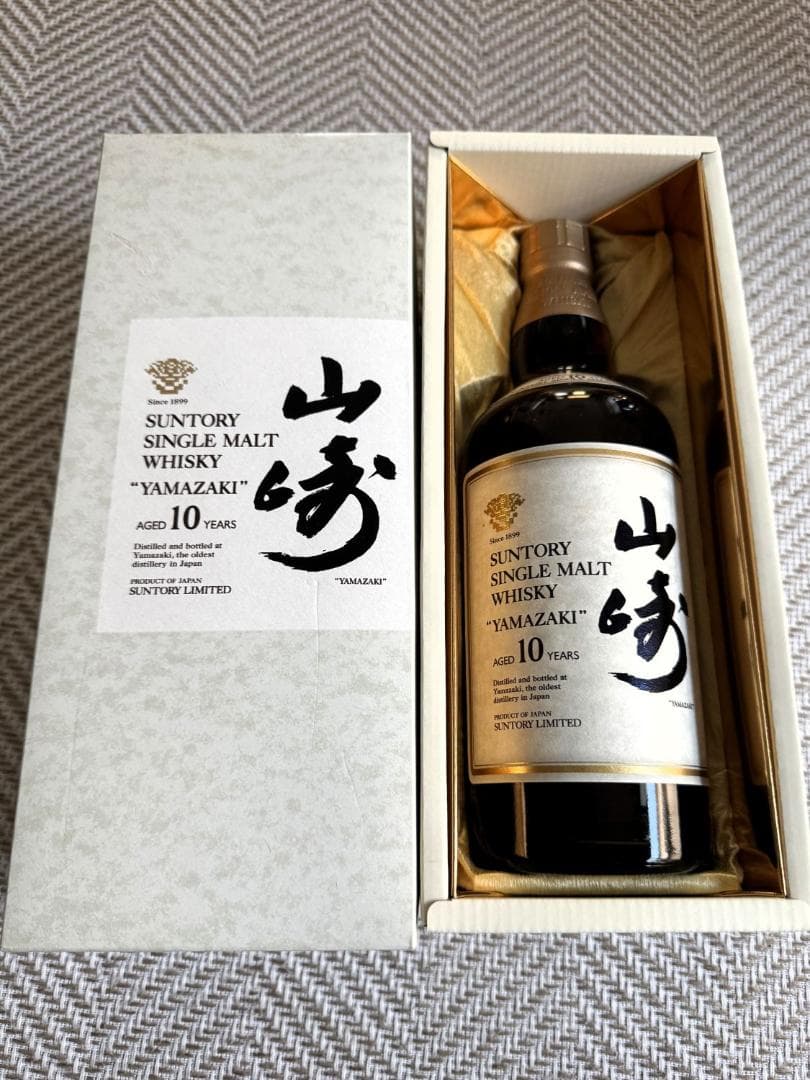 Since 1899
SUNTORY
SINGLE MALT
WHISKY
"YAMAZAKI"
AGED 10 YEARS
Distilled and bottled at
Yamazaki, the oldest
distillery in Japan
PRODUCT OF JAPAN
SUNTORY LIMITED
山崎
"YAMAZAKI"
10
Since 1899
SUNTORY
SINGLE MALT
WHISKY
"YAMAZAKI"
AGED 10 YEARS
Distilled and bottled at
Yamazaki, the oldest
distillery in Japan
PRODUCT OF JAPAN
SUNTORY LIMITED
山崎
"YAMAZAKI"